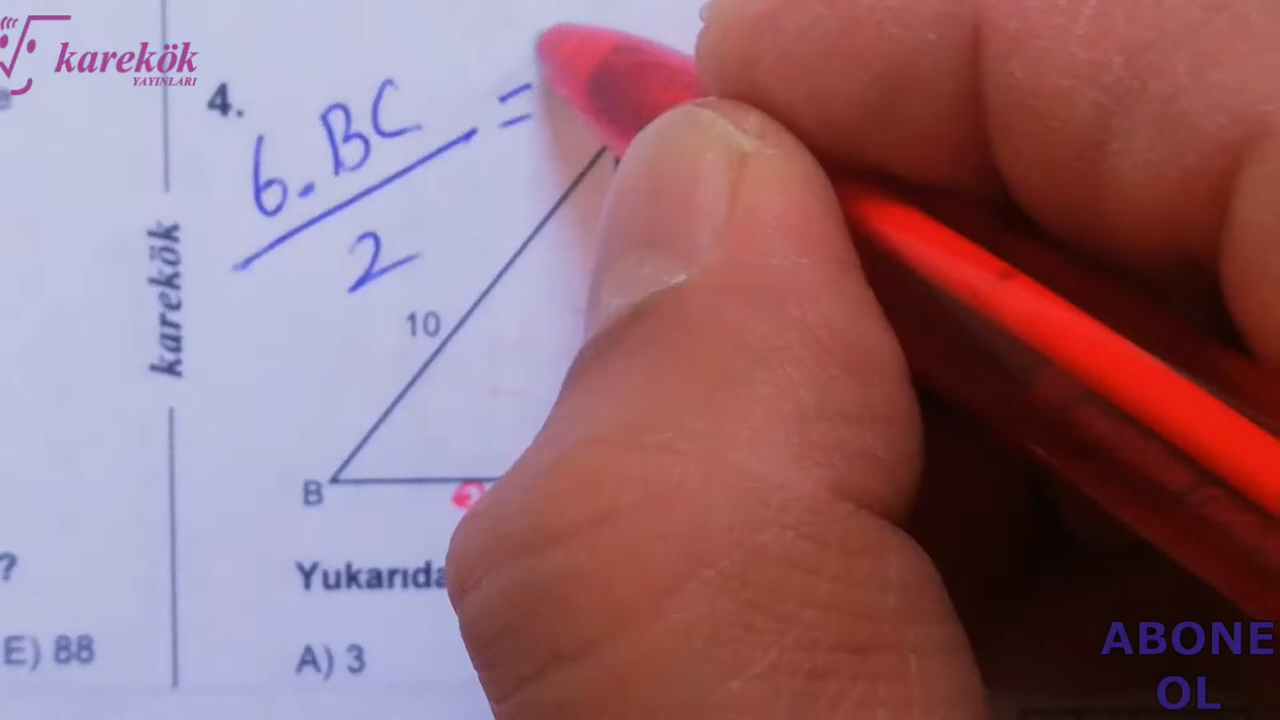 karekök
YAYINLARI
4.
6.BC =
2
karekök
10
B
?
Yukarıda
E) 88
A) 3
ABONE
OL